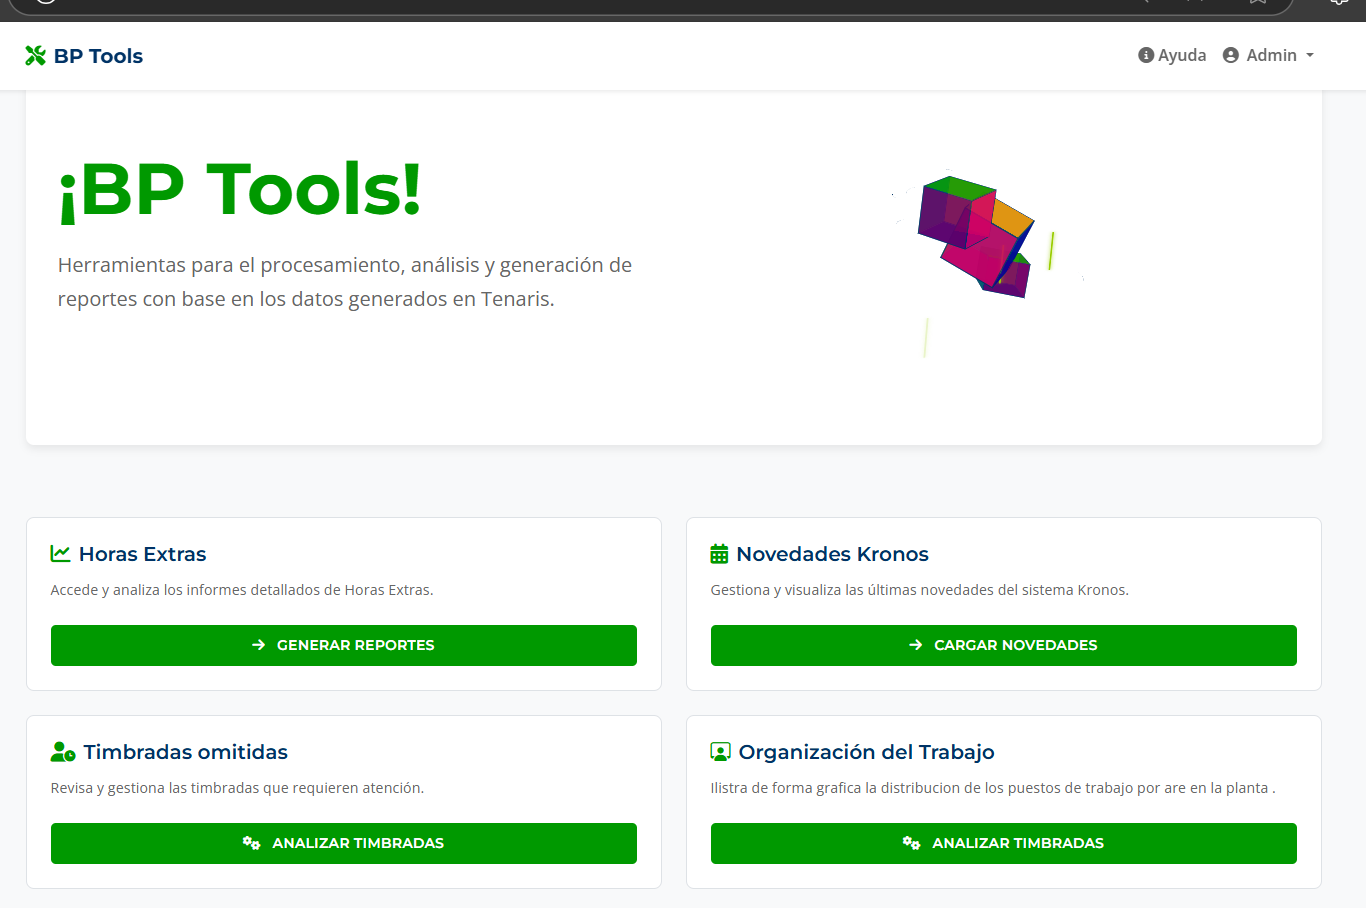 BP Tools
Ayuda
Admin
¡BP Tools!
Herramientas para el procesamiento, análisis y generación de
reportes con base en los datos generados en Tenaris.
Horas Extras
Accede y analiza los informes detallados de Horas Extras.
GENERAR REPORTES
Novedades Kronos
Gestiona y visualiza las últimas novedades del sistema Kronos.
CARGAR NOVEDADES
Timbradas omitidas
Revisa y gestiona las timbradas que requieren atención.
ANALIZAR TIMBRADAS
Organización del Trabajo
Ilistra de forma grafica la distribucion de los puestos de trabajo por are en la planta .
ANALIZAR TIMBRADAS